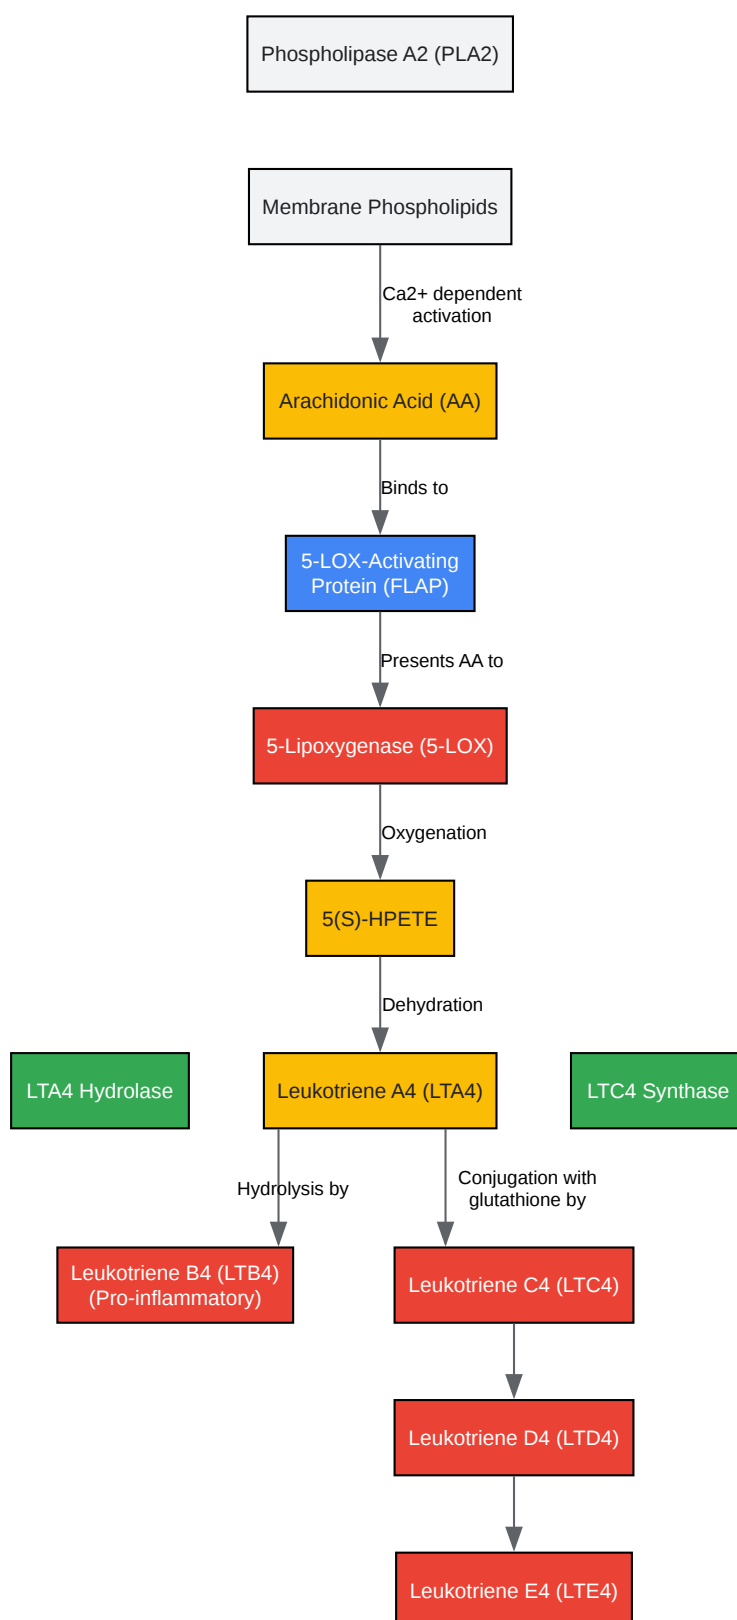 Phospholipase A2 (PLA2)
Membrane Phospholipids
Ca2+ dependent
activation
Arachidonic Acid (AA)
Binds to
5-LOX-Activating
Protein (FLAP)
Presents AA to
5-Lipoxygenase (5-LOX)
Oxygenation
5(S)-HPETE
Dehydration
LTA4 Hydrolase
Leukotriene A4 (LTA4)
LTC4 Synthase
Hydrolysis by
Conjugation with
glutathione by
Leukotriene B4 (LTB4)
(Pro-inflammatory)
Leukotriene C4 (LTC4)
Leukotriene D4 (LTD4)
Leukotriene E4 (LTE4)